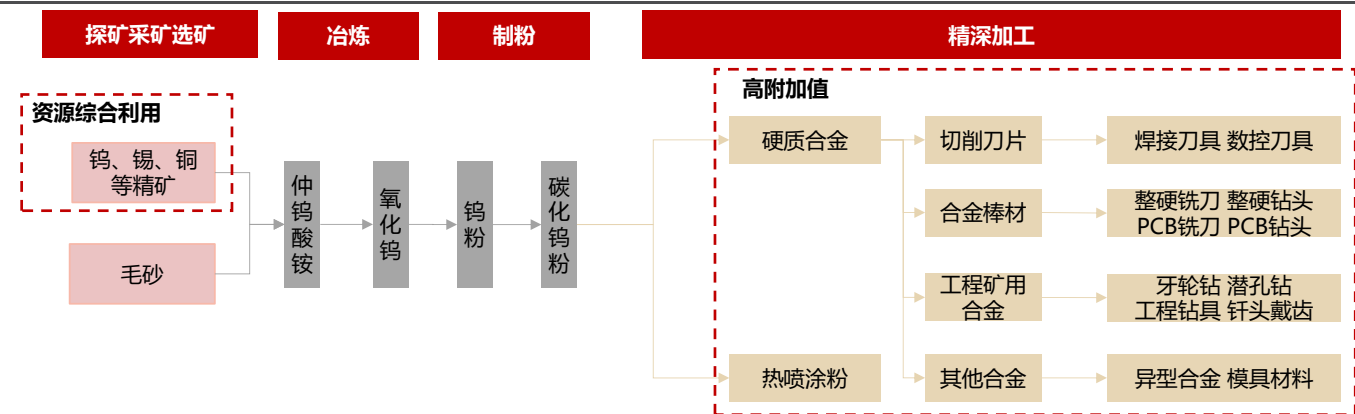 探矿采矿选矿
冶炼
制粉
精深加工
资源综合利用
钨、锡、铜
等精矿
毛砂
仲钨酸铵
氧化钨
钨粉
碳化钨粉
高附加值
硬质合金
切削刀片
焊接刀具 数控刀具
合金棒材
整硬铣刀 整硬钻头
PCB铣刀 PCB钻头
工程矿用
合金
牙轮钻 潜孔钻
工程钻具 钎头戴齿
热喷涂粉
其他合金
异型合金 模具材料